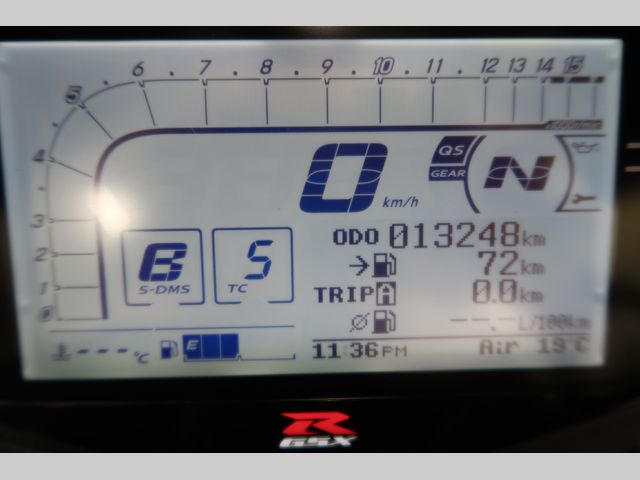 6 . 7 . 8 . 9 . 10 . 11 . 12 13 14 15
5
4
3
2
1
0
0 km/h
QS
GEAR
N
B
S-DMS
5
TC
ODO 013248km
72km
TRIP A 0.0km
--.-L/100km
---°C
E
11:36PM
Air 19°C
R
GSX